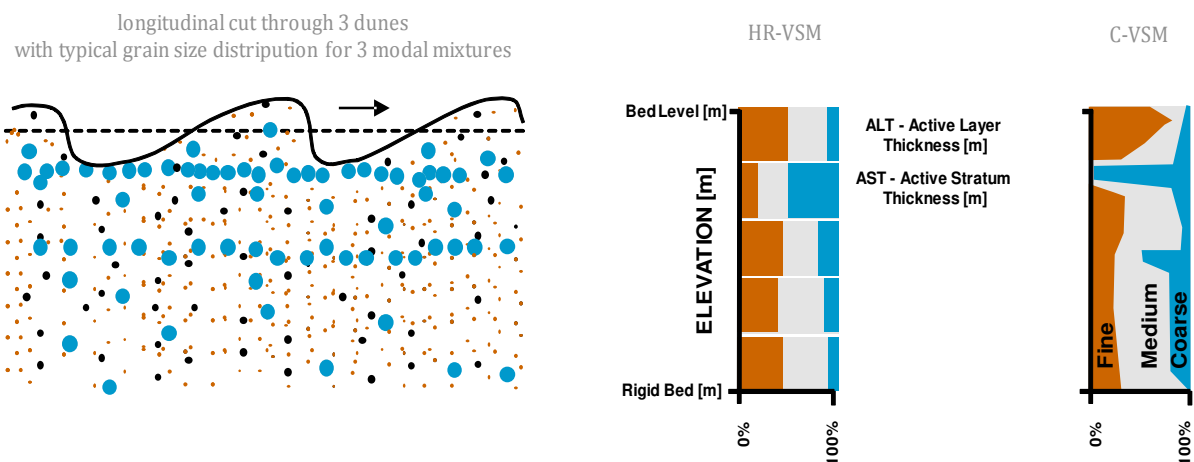 longitudinal cut through 3 dunes
with typical grain size distripution for 3 modal mixtures
HR-VSM
C-VSM
Bed Level [m]
ALT - Active Layer
Thickness [m]
AST - Active Stratum
Thickness [m]
ELEVATION [m]
Rigid Bed [m]
0%
100%
Fine
Medium
Coarse
0%
100%